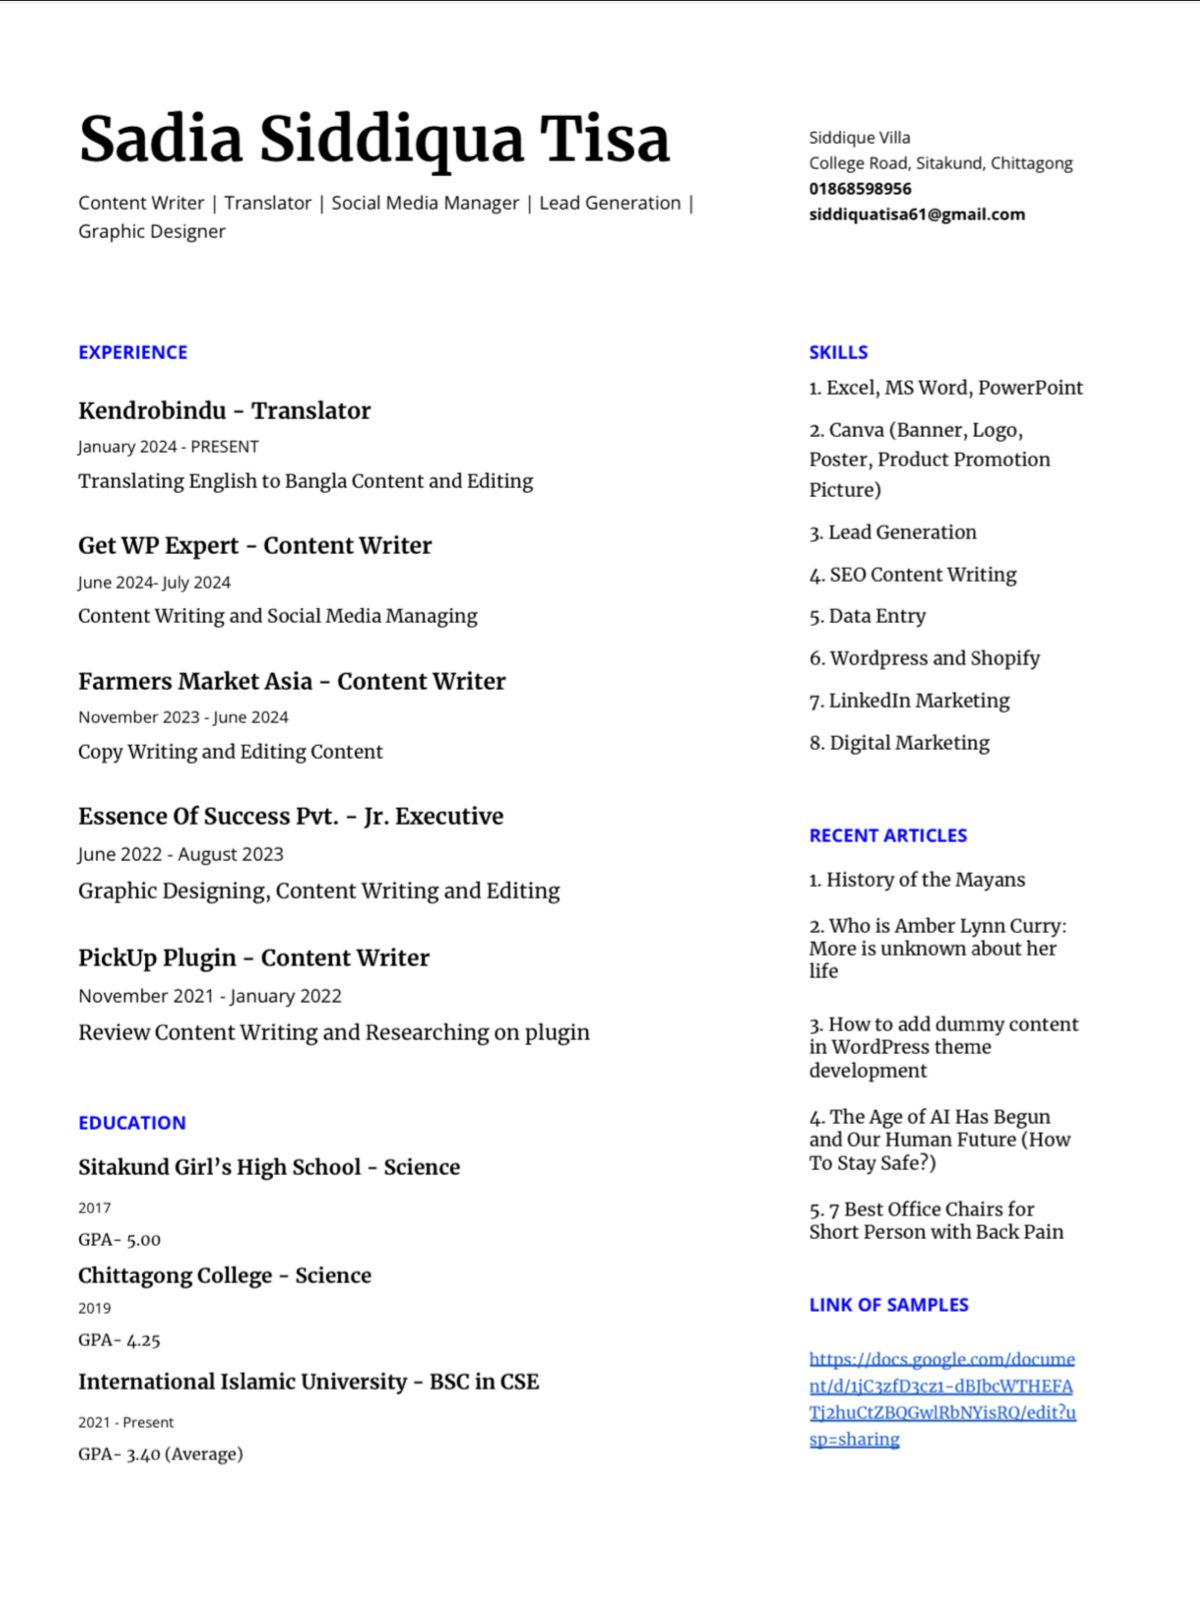 Sadia Siddiqua Tisa
Content Writer | Translator | Social Media Manager | Lead Generation |
Graphic Designer
Siddique Villa
College Road, Sitakund, Chittagong
01868598956
siddiquatisa61@gmail.com
EXPERIENCE
Kendrobindu - Translator
January 2024 - PRESENT
Translating English to Bangla Content and Editing
Get WP Expert - Content Writer
June 2024- July 2024
Content Writing and Social Media Managing
Farmers Market Asia - Content Writer
November 2023 - June 2024
Copy Writing and Editing Content
Essence Of Success Pvt. - Jr. Executive
June 2022 - August 2023
Graphic Designing, Content Writing and Editing
PickUp Plugin - Content Writer
November 2021 - January 2022
Review Content Writing and Researching on plugin
EDUCATION
Sitakund Girl's High School - Science
2017
GPA- 5.00
Chittagong College - Science
2019
GPA- 4.25
International Islamic University - BSC in CSE
2021 - Present
GPA- 3.40 (Average)
SKILLS
1. Excel, MS Word, PowerPoint
2. Canva (Banner, Logo,
Poster, Product Promotion
Picture)
3. Lead Generation
4. SEO Content Writing
5. Data Entry
6. Wordpress and Shopify
7. LinkedIn Marketing
8. Digital Marketing
RECENT ARTICLES
1. History of the Mayans
2. Who is Amber Lynn Curry:
More is unknown about her
life
3. How to add dummy content
in WordPress theme
development
4. The Age of AI Has Begun
and Our Human Future (How
To Stay Safe?)
5. 7 Best Office Chairs for
Short Person with Back Pain
LINK OF SAMPLES
https://docs.google.com/docume
nt/d/1jC3zfD3cz1-dBJbcWTHEFA
Tj2huCtZBQGwlRbNYisRQ/edit?u
sp=sharing